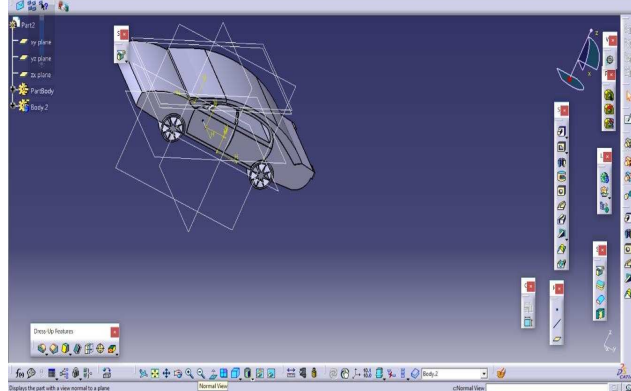 Part2
xy plane
yz plane
zx plane
PartBody
Body.2
Dress-Up Features
Body.2
Normal View
Displays the part with a view normal to a plane
c:Normal View